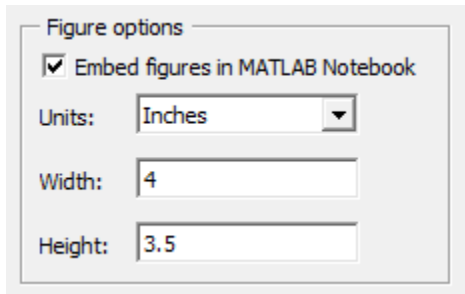 Figure options
Embed figures in MATLAB Notebook
Units: Inches
Width: 4
Height: 3.5